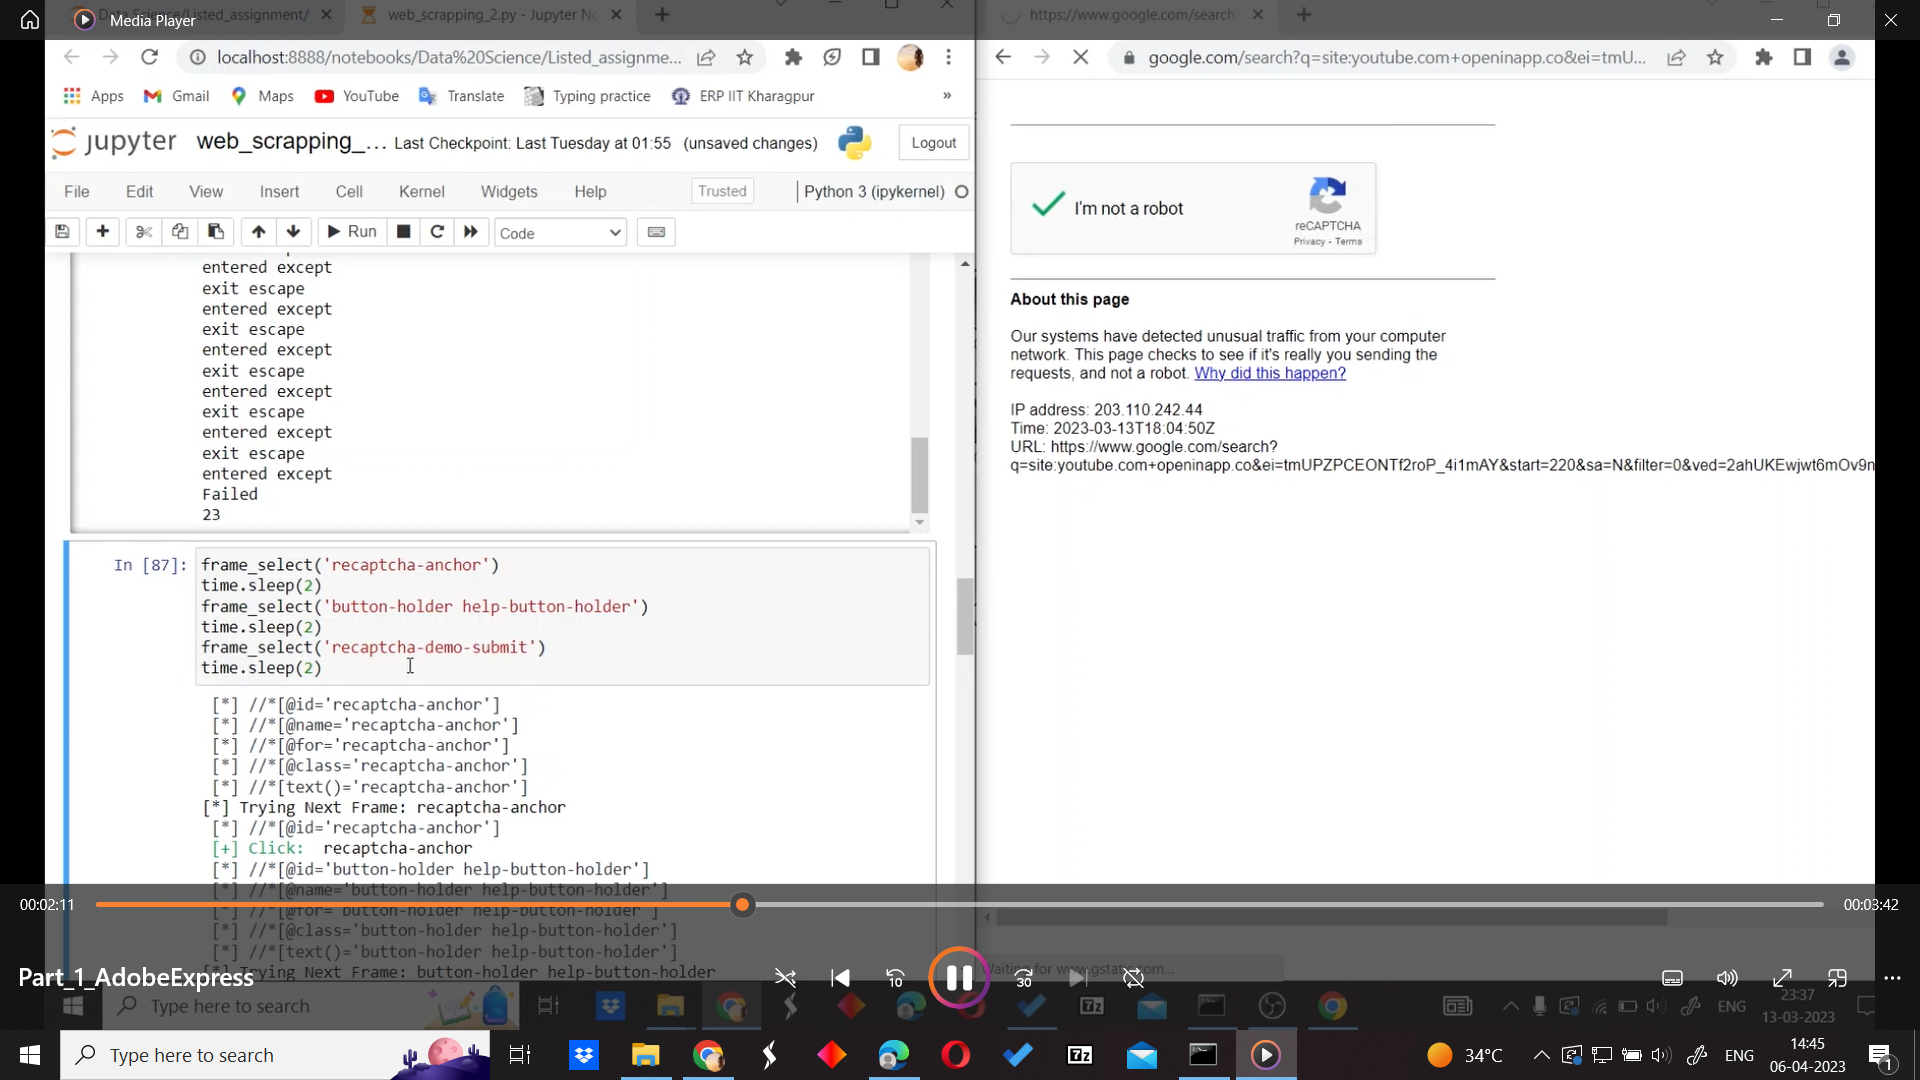 Media Player
Data Science/Listed_assignment/
web_scrapping_2.py - Jupyter No
https://www.google.com/search
localhost:8888/notebooks/Data%20Science/Listed_assignme...
google.com/search?q=site:youtube.com+openinapp.co&ei=tmU...
Apps Gmail Maps YouTube Translate Typing practice ERP IIT Kharagpur »
jupyter web_scrapping_... Last Checkpoint: Last Tuesday at 01:55 (unsaved changes) Logout
File Edit View Insert Cell Kernel Widgets Help Trusted Python 3 (ipykernel)
Run Code
entered except
exit escape
entered except
exit escape
entered except
exit escape
entered except
exit escape
entered except
exit escape
entered except
Failed
23
In [87]: frame_select('recaptcha-anchor')
time.sleep(2)
frame_select('button-holder help-button-holder')
time.sleep(2)
frame_select('recaptcha-demo-submit')
time.sleep(2)
[*] //*[@id='recaptcha-anchor']
[*] //*[@name='recaptcha-anchor']
[*] //*[@for='recaptcha-anchor']
[*] //*[@class='recaptcha-anchor']
[*] //*[text()='recaptcha-anchor']
[*] Trying Next Frame: recaptcha-anchor
[*] //*[@id='recaptcha-anchor']
[+] Click: recaptcha-anchor
[*] //*[@id='button-holder help-button-holder']
[*] //*[@name='button-holder help-button-holder']
[*] //*[@for='button-holder help-button-holder']
[*] //*[@class='button-holder help-button-holder']
[*] //*[text()='button-holder help-button-holder']
[*] Trying Next Frame: button-holder help-button-holder
I'm not a robot
reCAPTCHA
Privacy - Terms
About this page
Our systems have detected unusual traffic from your computer
network. This page checks to see if it's really you sending the
requests, and not a robot. Why did this happen?
IP address: 203.110.242.44
Time: 2023-03-13T18:04:50Z
URL: https://www.google.com/search?
q=site:youtube.com+openinapp.co&ei=tmUPZPCEONTf2roP_4i1mAY&start=220&sa=N&filter=0&ved=2ahUKEwjwt6mOv9n
00:02:11
00:03:42
Part_1_AdobeExpress
10
30
Waiting for www.gstatic.com...
Type here to search
7z
ENG
23:37
13-03-2023
Type here to search
7z
34°C
ENG
14:45
06-04-2023
1